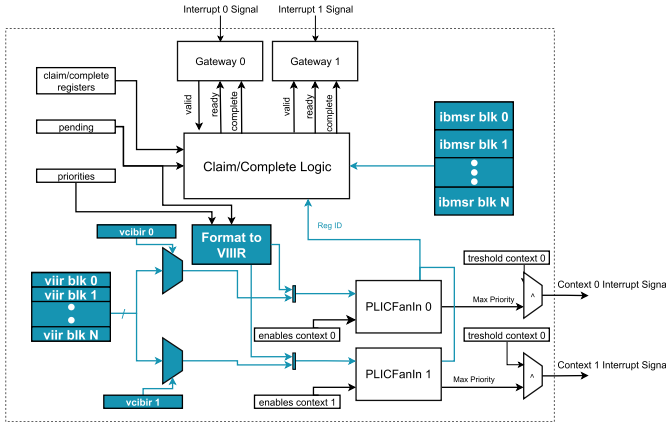 Interrupt 0 Signal
Interrupt 1 Signal
Gateway 0
Gateway 1
claim/complete
registers
valid
ready
complete
valid
ready
complete
pending
ibmsr blk 0
ibmsr blk 1
ibmsr blk N
Claim/Complete Logic
priorities
Reg ID
vcibir 0
Format to
VIIIR
viir blk 0
viir blk 1
viir blk N
treshold context 0
Context 0 Interrupt Signa
PLICFanIn 0
Max Priority
^
enables context 0
treshold context 0
Context 1 Interrupt Signa
PLICFanIn 1
Max Priority
^
vcibir 1
enables context 1